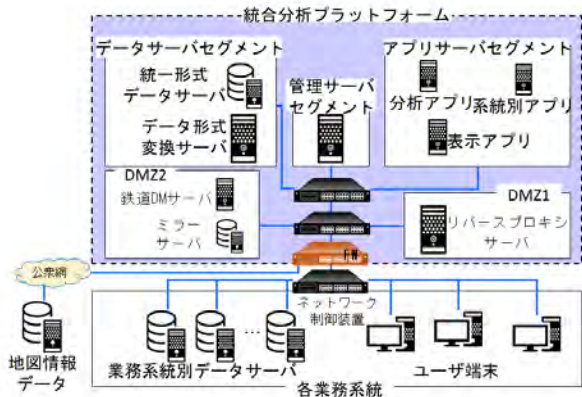 統合分析プラットフォーム
データサーバセグメント
統一形式
データサーバ
データ形式
変換サーバ
管理サーバ
セグメント
アプリサーバセグメント
分析アプリ
系統別アプリ
表示アプリ
DMZ2
鉄道DMサーバ
ミラー
サーバ
DMZ1
リバースプロキシ
サーバ
FW
公衆網
地図情報
データ
ネットワーク
制御装置
...
業務系統別データサーバ
ユーザ端末
各業務系統